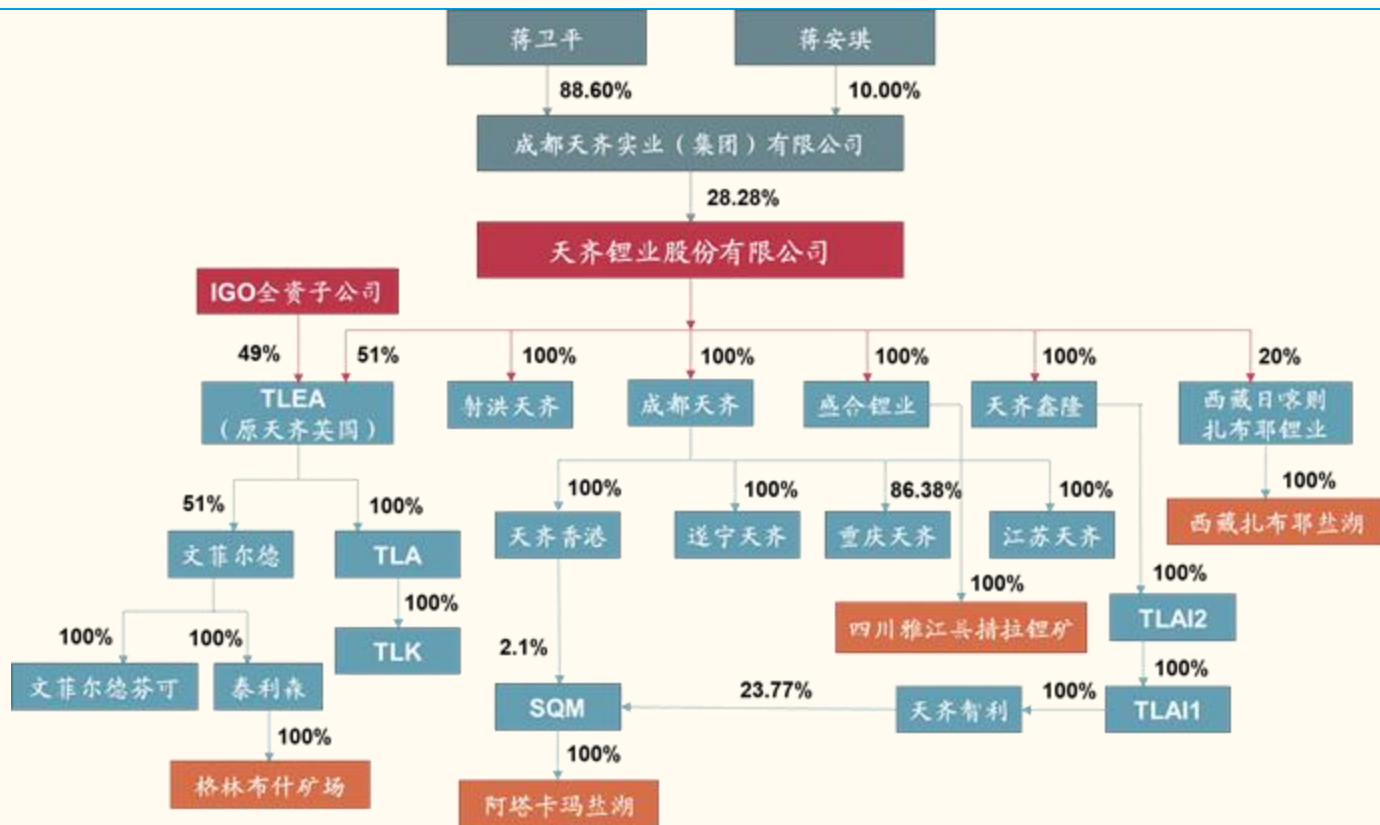 蒋卫平
蒋安琪
88.60%
10.00%
成都天齐实业（集团）有限公司
28.28%
天齐锂业股份有限公司
IGO全资子公司
49%
51%
100%
100%
100%
100%
20%
TLEA
（原天齐英国）
射洪天齐
成都天齐
盛合锂业
天齐鑫隆
西藏日喀则
扎布耶锂业
51%
100%
100%
100%
86.38%
100%
100%
文菲尔德
TLA
天齐香港
遂宁天齐
重庆天齐
江苏天齐
西藏扎布耶盐湖
100%
100%
100%
100%
100%
TLK
2.1%
四川雅江县措拉锂矿
TLAI2
文菲尔德芬可
泰利森
100%
SQM
23.77%
天齐智利
100%
TLAI1
100%
100%
格林布什矿场
阿塔卡玛盐湖